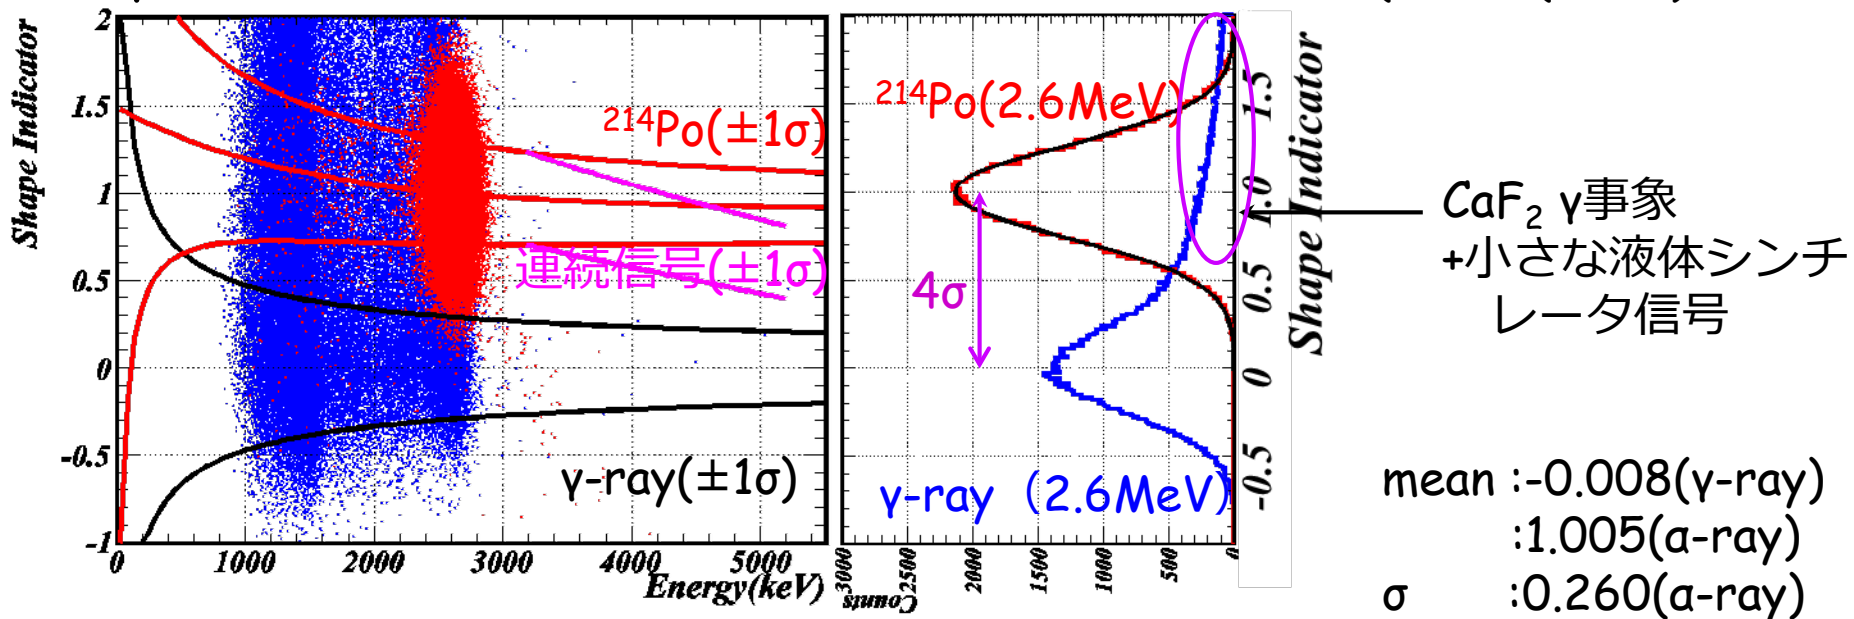 2
1.5
1
0.5
0
-0.5
-1
Shape Indicator
0
1000
2000
3000
4000
5000
Energy(keV)
²¹⁴Po(±1σ)
連続信号(±1σ)
γ-ray(±1σ)
²¹⁴Po(2.6MeV)
4σ
γ-ray (2.6MeV)
3000
2500
2000
1500
1000
500
0
Counts
1.5
1.0
0.5
0
-0.5
Shape Indicator
CaF₂ γ事象
+小さな液体シンチ
レータ信号
mean :-0.008(γ-ray)
:1.005(α-ray)
σ :0.260(α-ray)